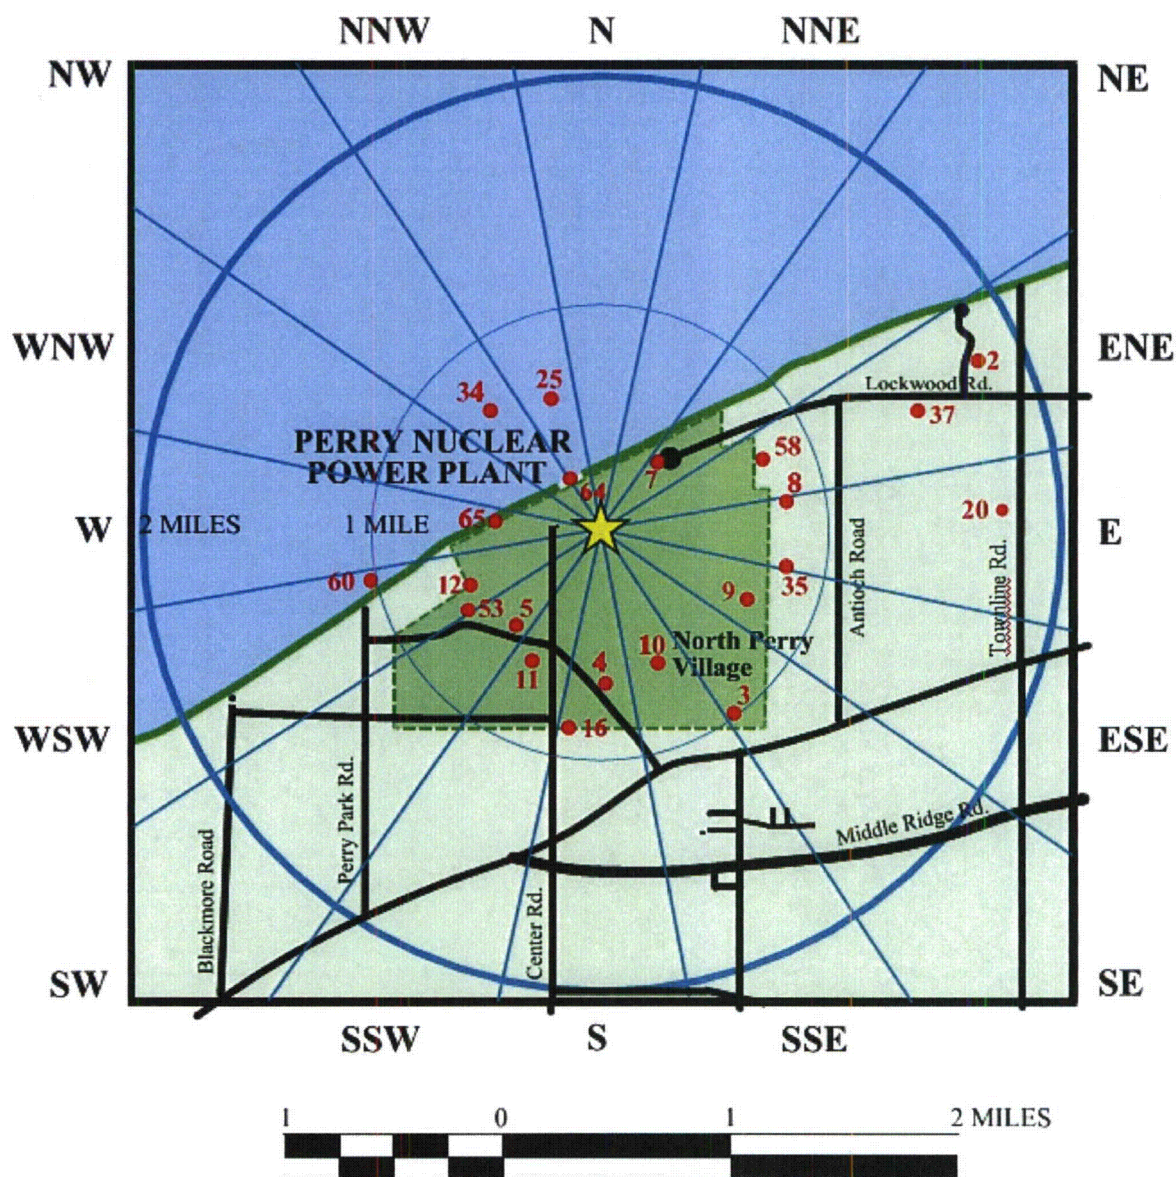 NNW N NNE
NW NE
WNW ENE
2
Lockwood Rd.
25
34 37
PERRY NUCLEAR
POWER PLANT
58
7
64 8
W 2 MILES 1 MILE 65 20 E
60 12 35
53 5 9
Antioch Road
Townline Rd.
10 North Perry
Village
11 4
3
WSW 16 ESE
Perry Park Rd.
Middle Ridge Rd.
Blackmore Road
Center Rd.
SW SE
SSW S SSE
1 0 1 2 MILES